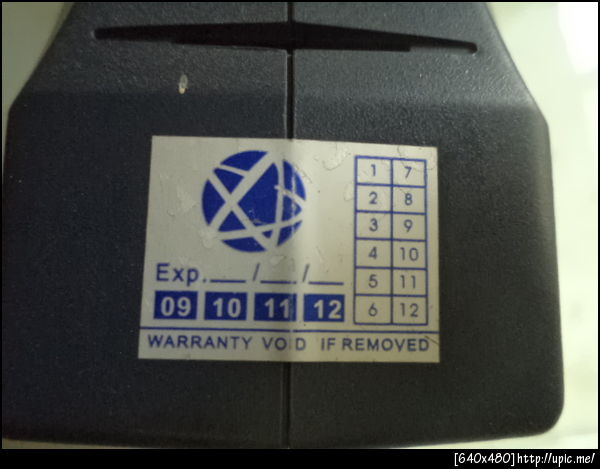 1 7
2 8
3 9
4 10
5 11
6 12
Exp.___/___/___
09 10 11 12
WARRANTY VOID IF REMOVED
[640x480]http://upic.me/